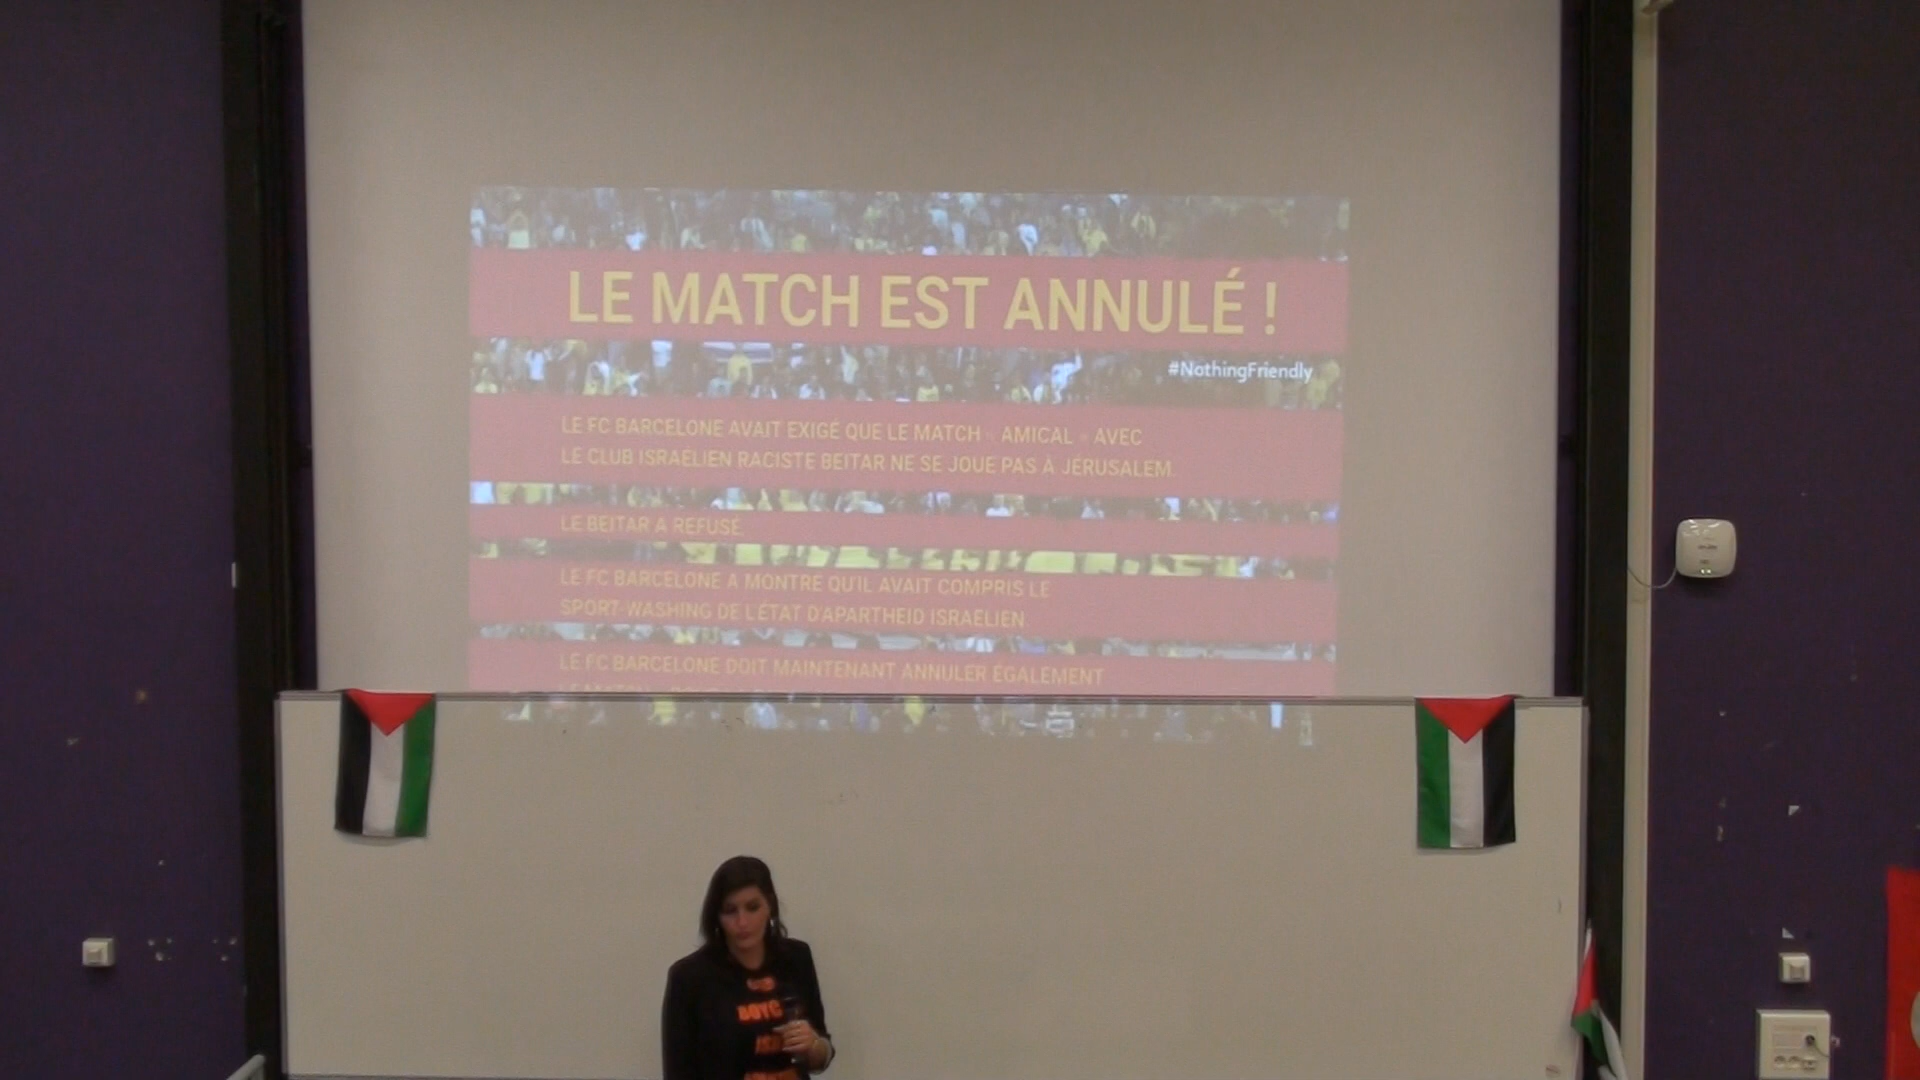 LE MATCH EST ANNULÉ !
#NothingFriendly
LE FC BARCELONE AVAIT EXIGÉ QUE LE MATCH « AMICAL » AVEC
LE CLUB ISRAÉLIEN RACISTE BEITAR NE SE JOUE PAS À JÉRUSALEM.
LE BEITAR A REFUSÉ.
LE FC BARCELONE A MONTRÉ QU'IL AVAIT COMPRIS LE
SPORT-WASHING DE L'ÉTAT D'APARTHEID ISRAÉLIEN
LE FC BARCELONE DOIT MAINTENANT ANNULER ÉGALEMENT
BOYC